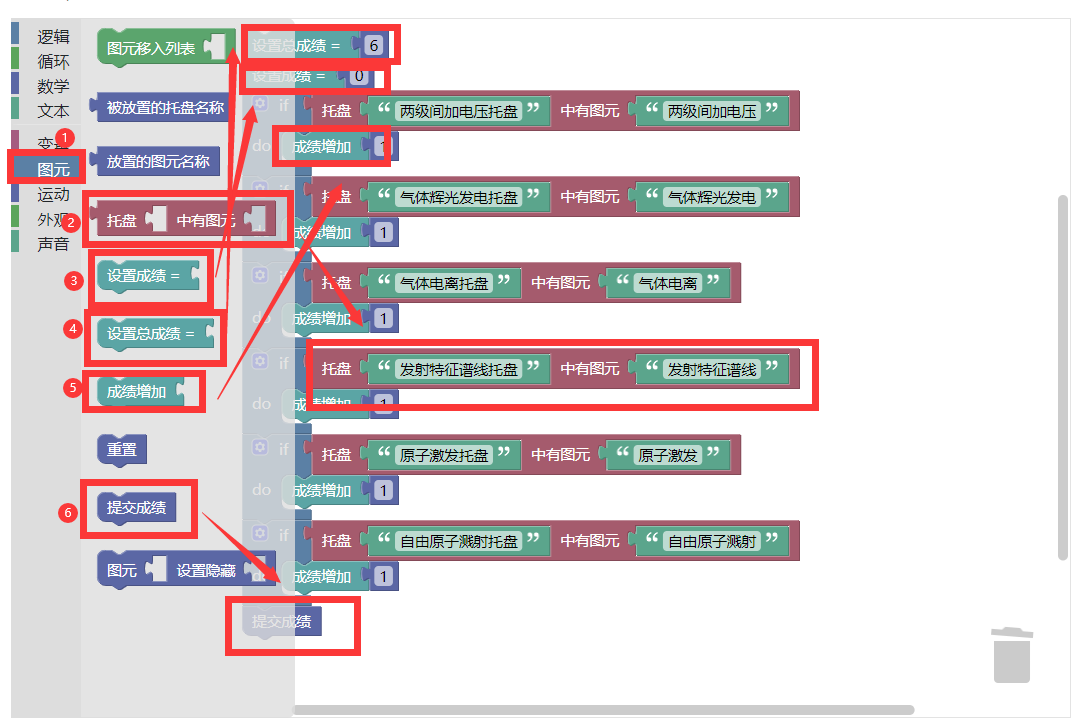 逻辑
循环
数学
文本
1
变量
图元
运动
外观
声音
图元移入列表
被放置的托盘名称
放置的图元名称
2
托盘 中有图元
3
设置成绩 =
4
设置总成绩 =
5
成绩增加
重置
6
提交成绩
图元 设置隐藏
设置总成绩 = 6
设置成绩 = 0
if 托盘 “ 两级间加电压托盘 ” 中有图元 “ 两级间加电压 ”
do 成绩增加 1
if 托盘 “ 气体辉光发电托盘 ” 中有图元 “ 气体辉光发电 ”
do 成绩增加 1
if 托盘 “ 气体电离托盘 ” 中有图元 “ 气体电离 ”
do 成绩增加 1
if 托盘 “ 发射特征谱线托盘 ” 中有图元 “ 发射特征谱线 ”
do 成绩增加 1
if 托盘 “ 原子激发托盘 ” 中有图元 “ 原子激发 ”
do 成绩增加 1
if 托盘 “ 自由原子溅射托盘 ” 中有图元 “ 自由原子溅射 ”
do 成绩增加 1
提交成绩